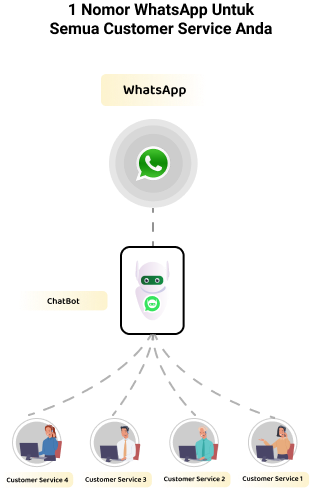 1 Nomor WhatsApp Untuk
Semua Customer Service Anda
WhatsApp
ChatBot
Customer Service 4
Customer Service 3
Customer Service 2
Customer Service 1